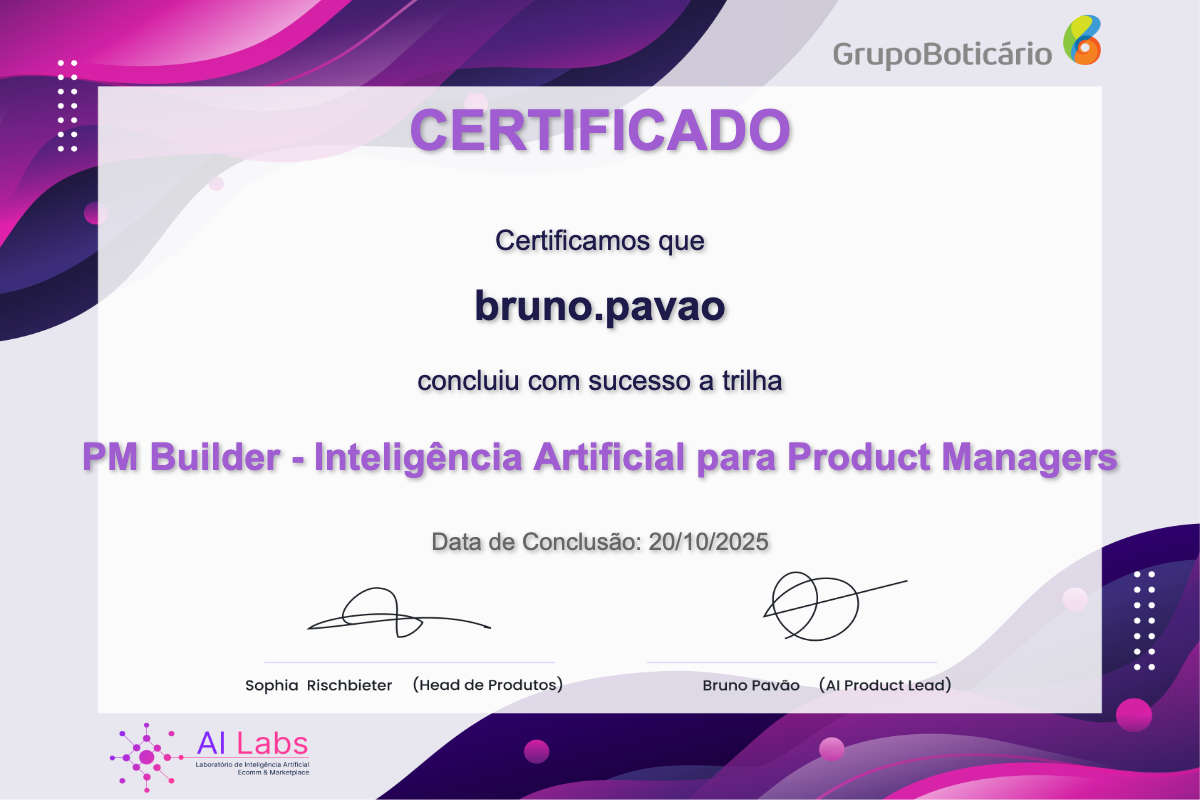 GrupoBoticário
CERTIFICADO
Certificamos que
bruno.pavao
concluiu com sucesso a trilha
PM Builder - Inteligência Artificial para Product Managers
Data de Conclusão: 20/10/2025
Sophia Rischbieter (Head de Produtos)
Bruno Pavão (AI Product Lead)
AI Labs
Laboratório de Inteligência Artificial
Ecomm & Marketplace